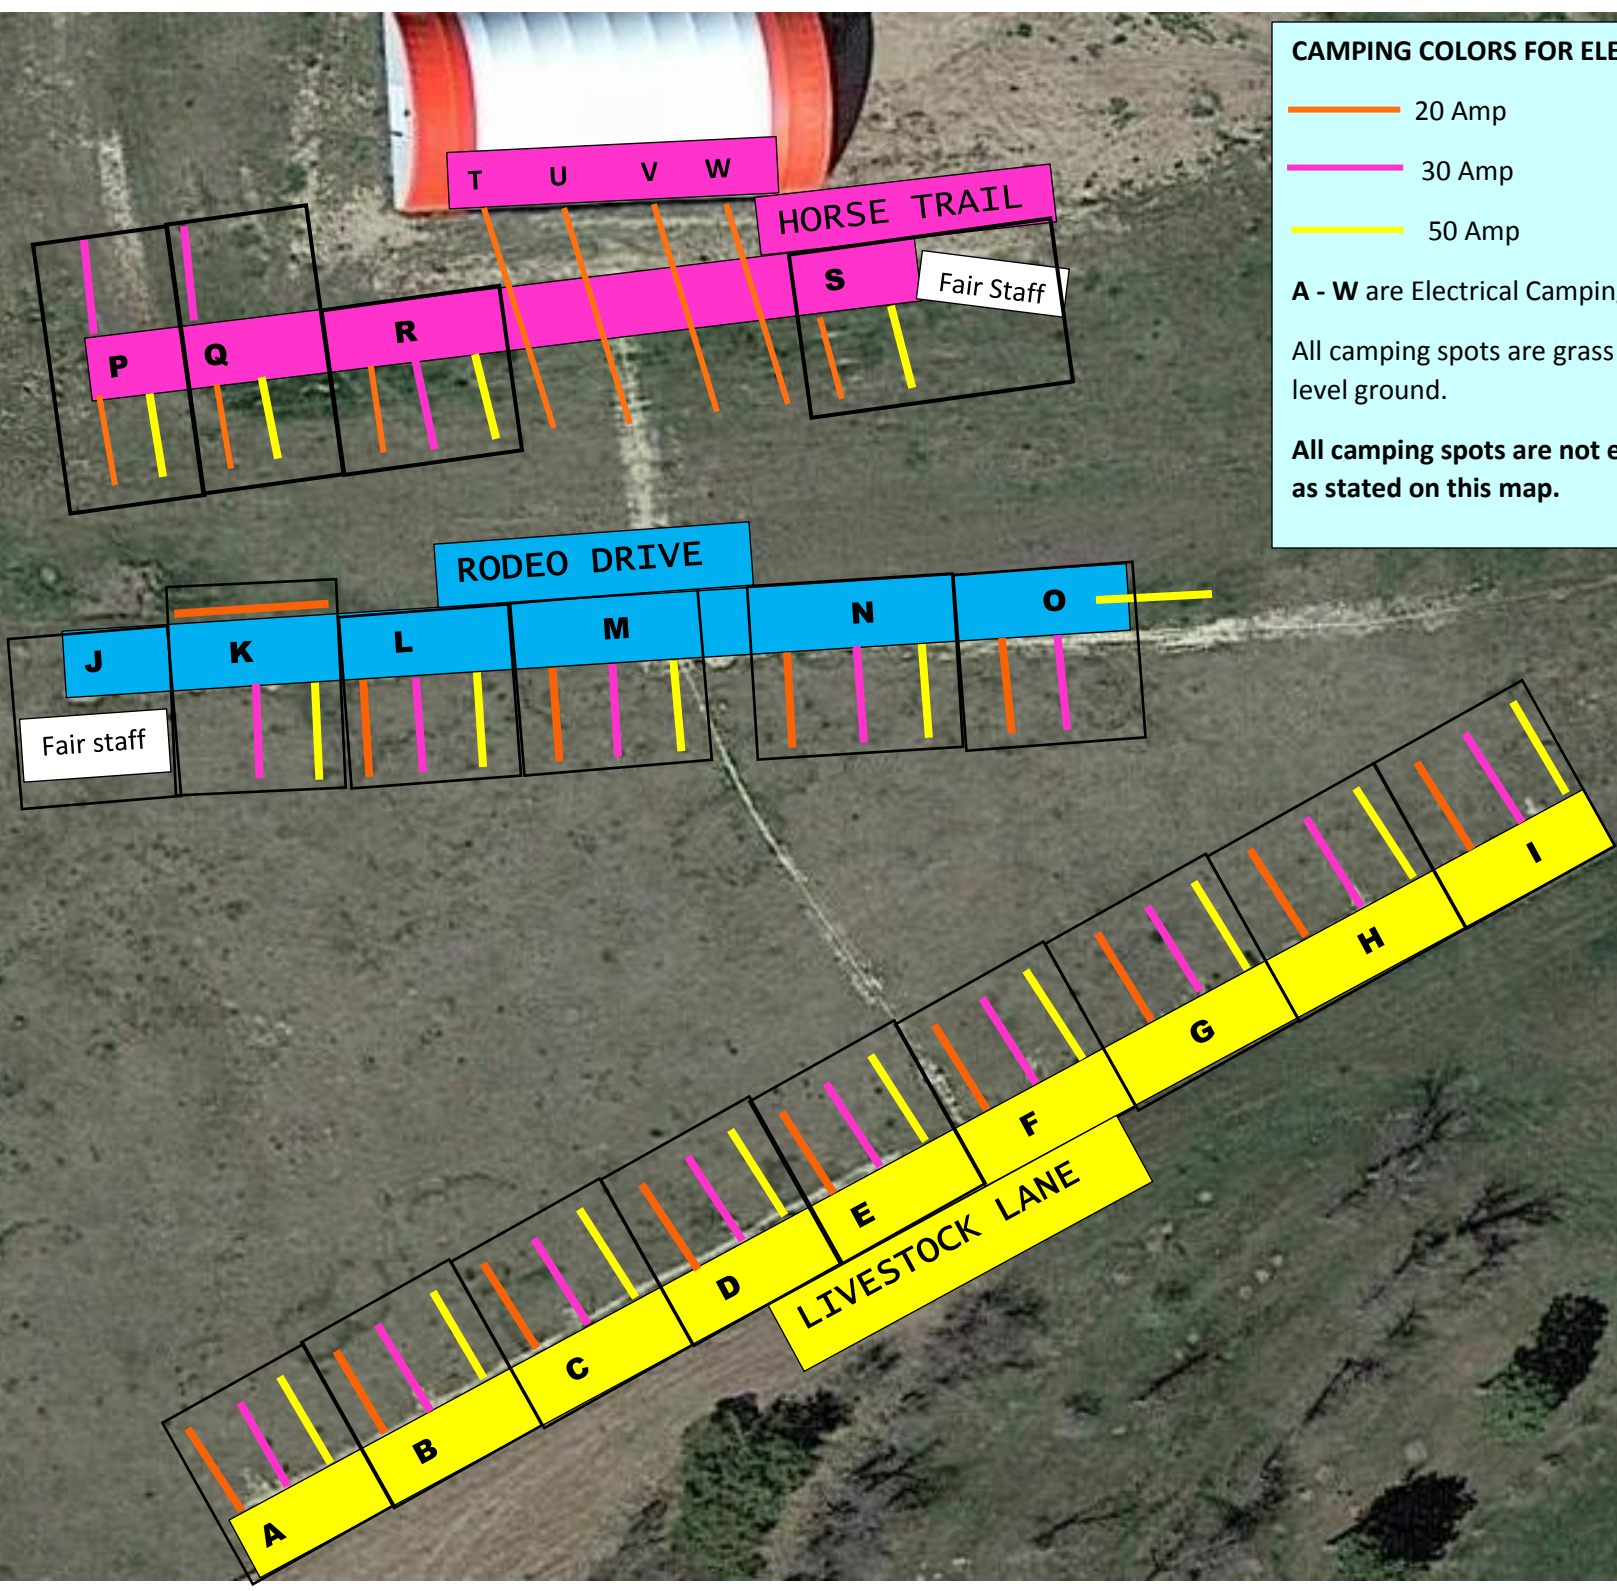 CAMPING COLORS FOR ELE
20 Amp
30 Amp
50 Amp
A - W are Electrical Camping
All camping spots are grass
level ground.
All camping spots are not e
as stated on this map.
T U V W
HORSE TRAIL
P Q R S
Fair Staff
RODEO DRIVE
J K L M N O
Fair staff
A B C D E F G H I
LIVESTOCK LANE